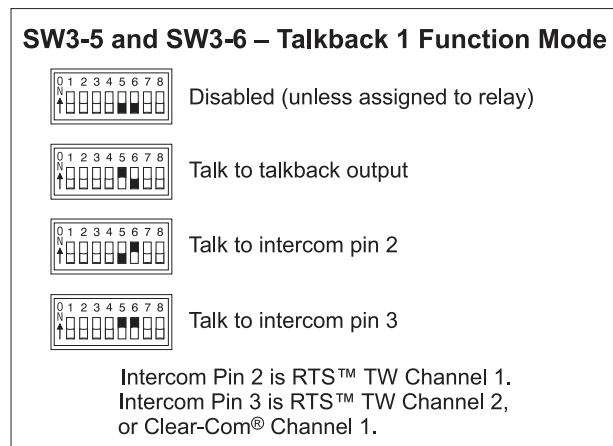 SW3-5 and SW3-6 – Talkback 1 Function Mode
O N 1 2 3 4 5 6 7 8
Disabled (unless assigned to relay)
O N 1 2 3 4 5 6 7 8
Talk to talkback output
O N 1 2 3 4 5 6 7 8
Talk to intercom pin 2
O N 1 2 3 4 5 6 7 8
Talk to intercom pin 3
Intercom Pin 2 is RTS™ TW Channel 1.
Intercom Pin 3 is RTS™ TW Channel 2,
or Clear-Com® Channel 1.